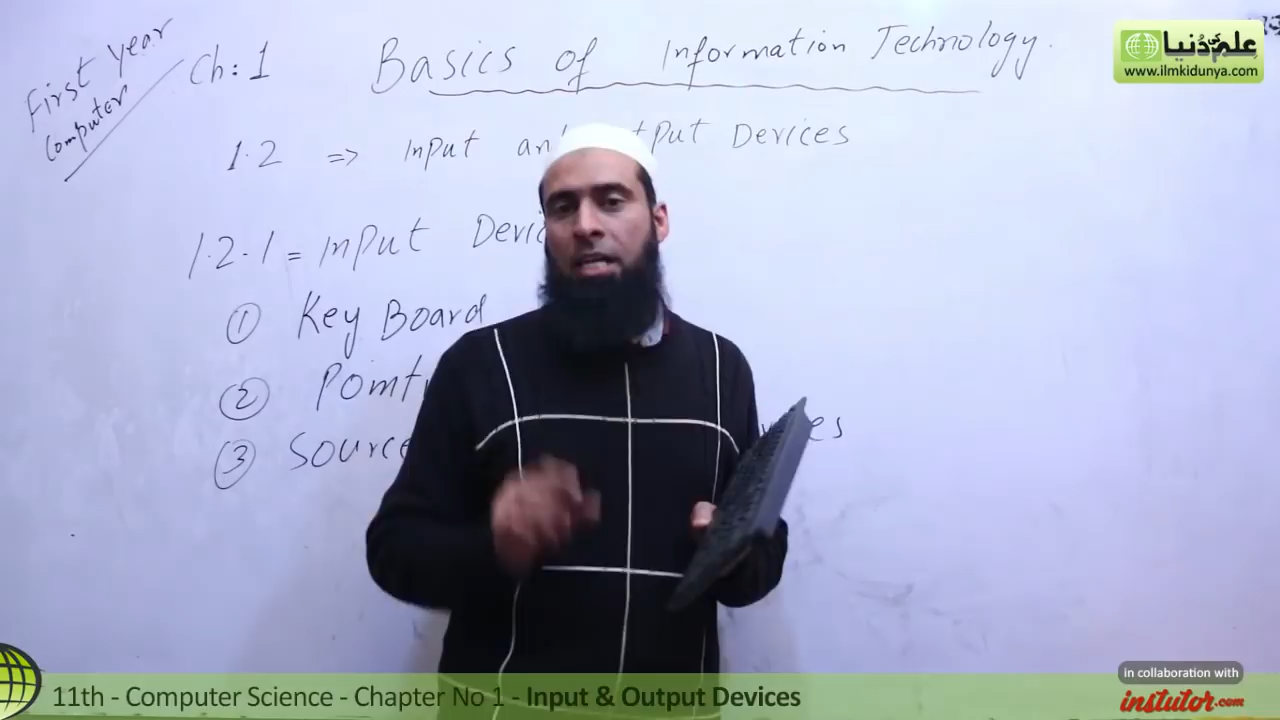 First Year
Computer
Ch: 1 Basics of Information Technology.
1.2 => Input an tput Devices
1.2.1 = Input Devic
① Key Board
② Pointi
③ Source es
علم کی دُنیا
www.ilmkidunya.com
in collaboration with
instutor.com
11th - Computer Science - Chapter No 1 - Input & Output Devices